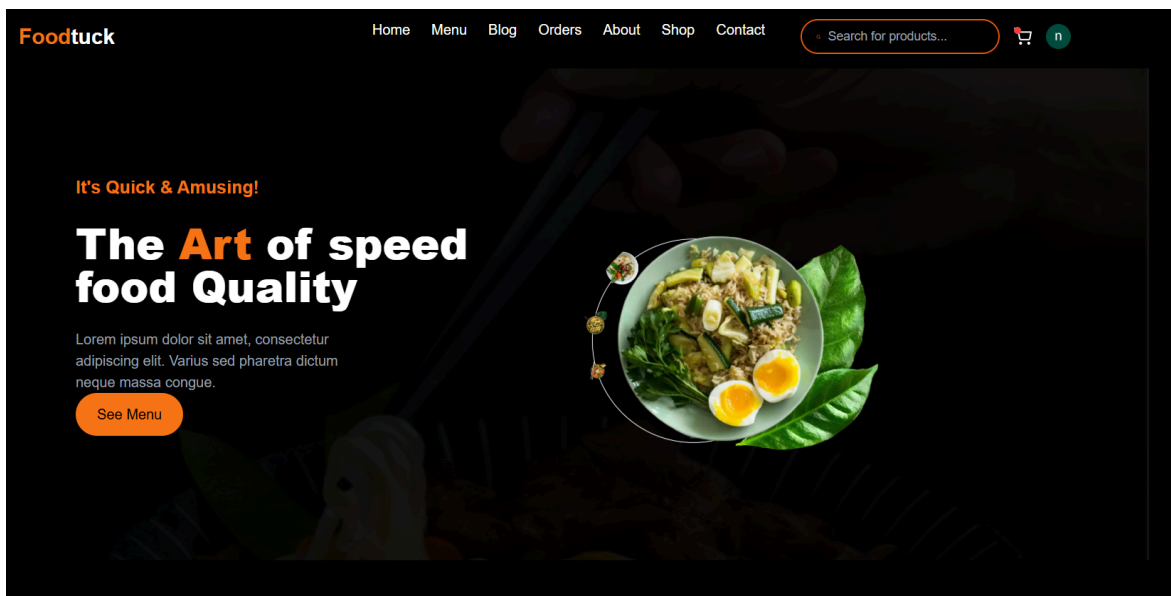 Foodtuck
Home Menu Blog Orders About Shop Contact
Search for products...
n
It's Quick & Amusing!
The Art of speed
food Quality
Lorem ipsum dolor sit amet, consectetur
adipiscing elit. Varius sed pharetra dictum
neque massa congue.
See Menu